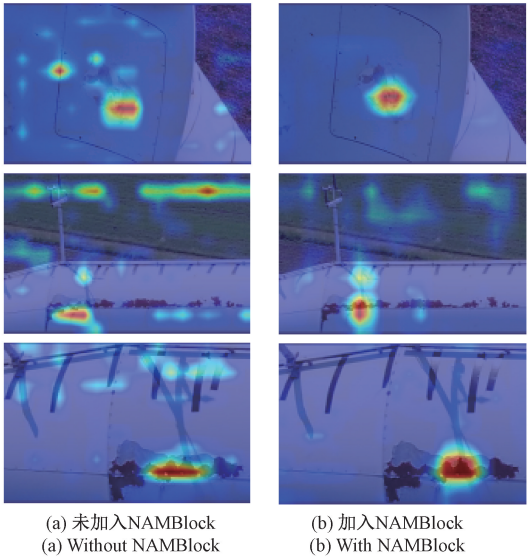 (a) 未加入NAMBlock
(a) Without NAMBlock
(b) 加入NAMBlock
(b) With NAMBlock